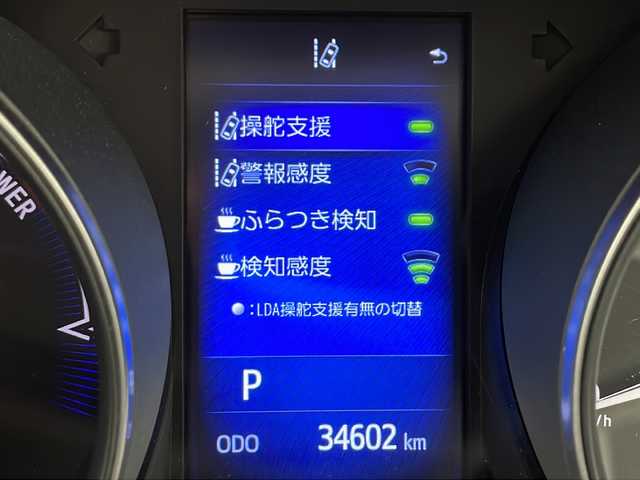 操舵支援
警報感度
ふらつき検知
検知感度
:LDA操舵支援有無の切替
P
ODO 34602 km